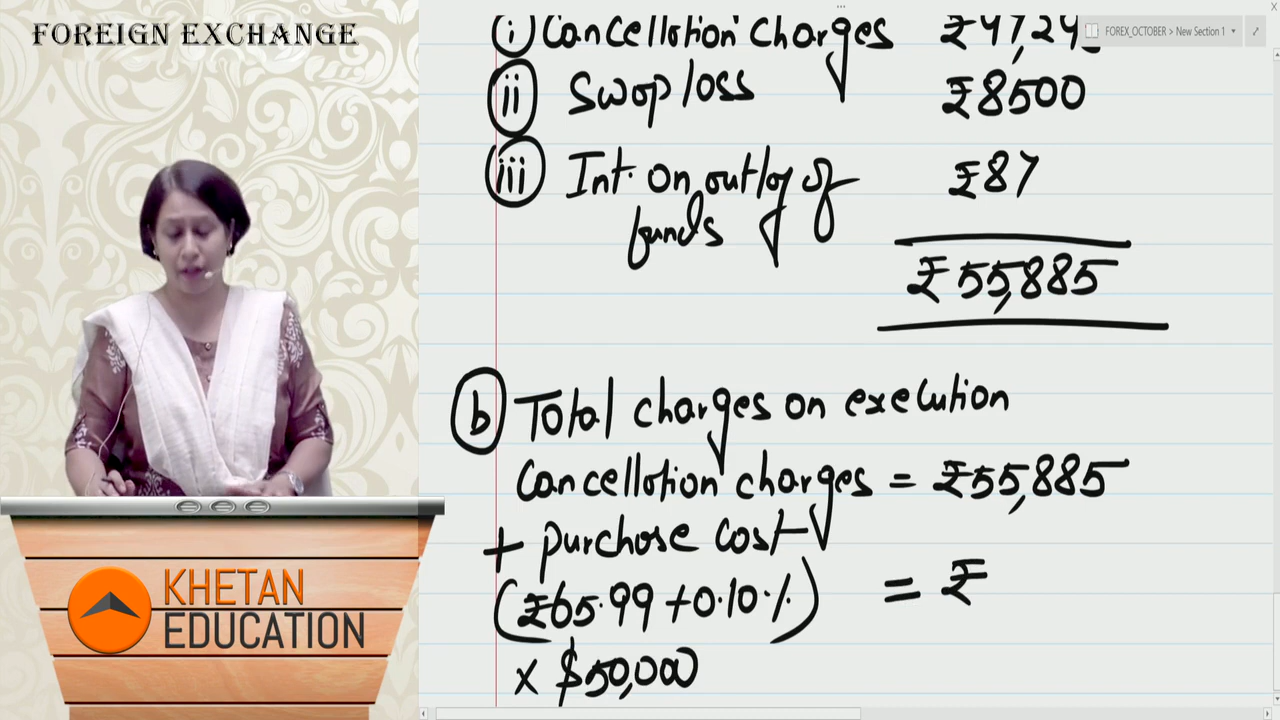 FOREIGN EXCHANGE
FOREX_OCTOBER > New Section 1
(i) Cancellation charges
(ii) Swap loss ₹8500
(iii) Int. on outlay of ₹87
funds
₹55,885
(b) Total charges on execution
Cancellation charges = ₹55,885
+ purchase cost
(₹65.99 + 0.10%) = ₹
x $50,000
KHETAN
EDUCATION